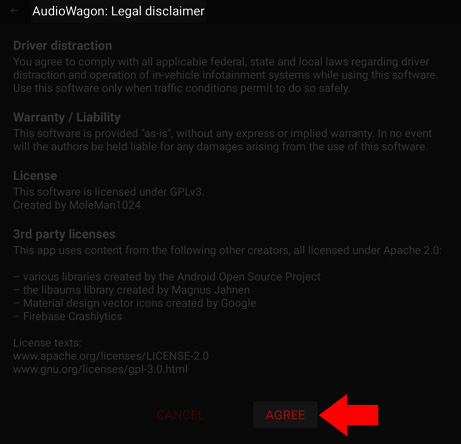 AudioWagon: Legal disclaimer
Driver distraction
You agree to comply with all applicable federal, state and local laws regarding driver
distraction and operation of in-vehicle infotainment systems while using this software.
Use this software only when traffic conditions permit to do so safely.
Warranty / Liability
This software is provided "as-is", without any express or implied warranty. In no event
will the authors be held liable for any damages arising from the use of this software.
License
This software is licensed under GPLv3.
Created by MoleMan1024
3rd party licenses
This app uses content from the following other creators, all licensed under Apache 2.0:
– various libraries created by the Android Open Source Project
– the libaums library created by Magnus Jahnen
– Material design vector icons created by Google
– Firebase Crashlytics
License texts:
www.apache.org/licenses/LICENSE-2.0
www.gnu.org/licenses/gpl-3.0.html
CANCEL AGREE